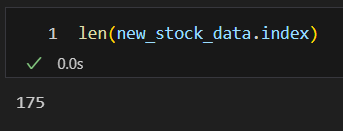 1 len(new_stock_data.index)
0.0s
175